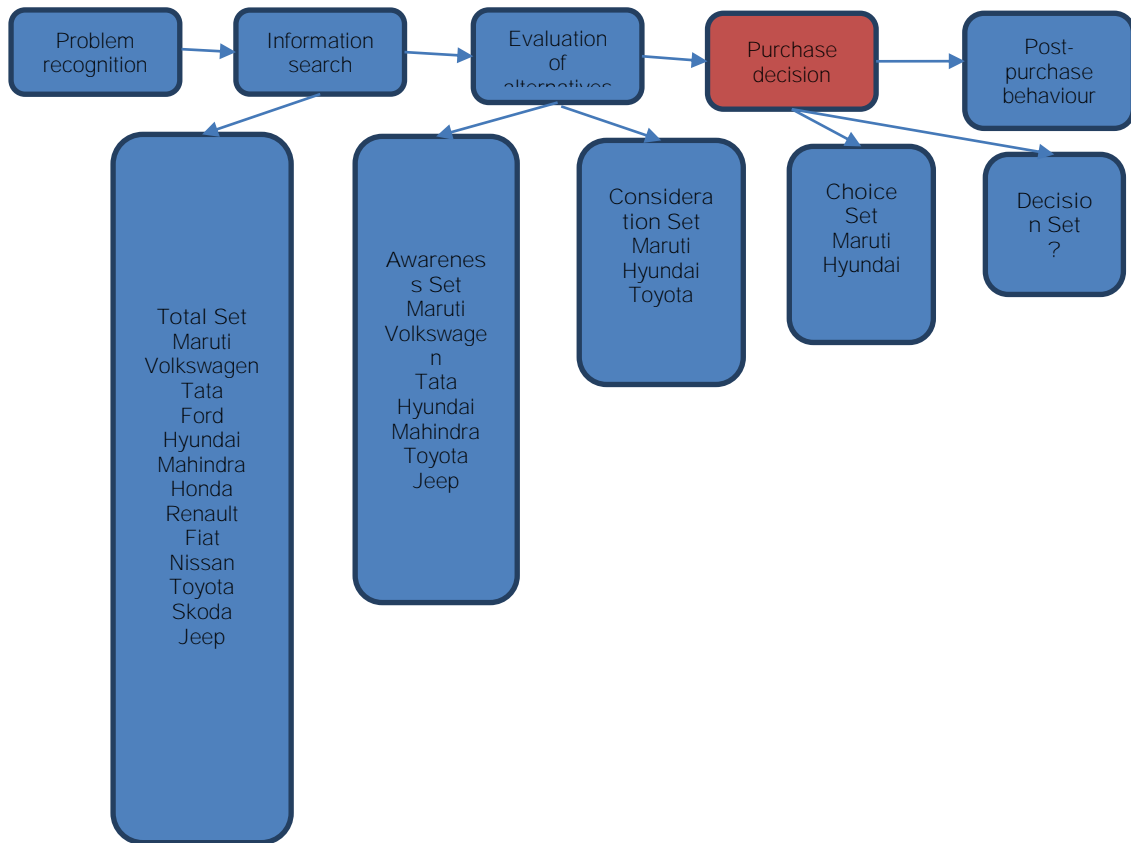 Problem
recognition
Information
search
Evaluation
of
alternatives
Purchase
decision
Post-
purchase
behaviour
Total Set
Maruti
Volkswagen
Tata
Ford
Hyundai
Mahindra
Honda
Renault
Fiat
Nissan
Toyota
Skoda
Jeep
Awarenes
s Set
Maruti
Volkswage
n
Tata
Hyundai
Mahindra
Toyota
Jeep
Considera
tion Set
Maruti
Hyundai
Toyota
Choice
Set
Maruti
Hyundai
Decisio
n Set
?